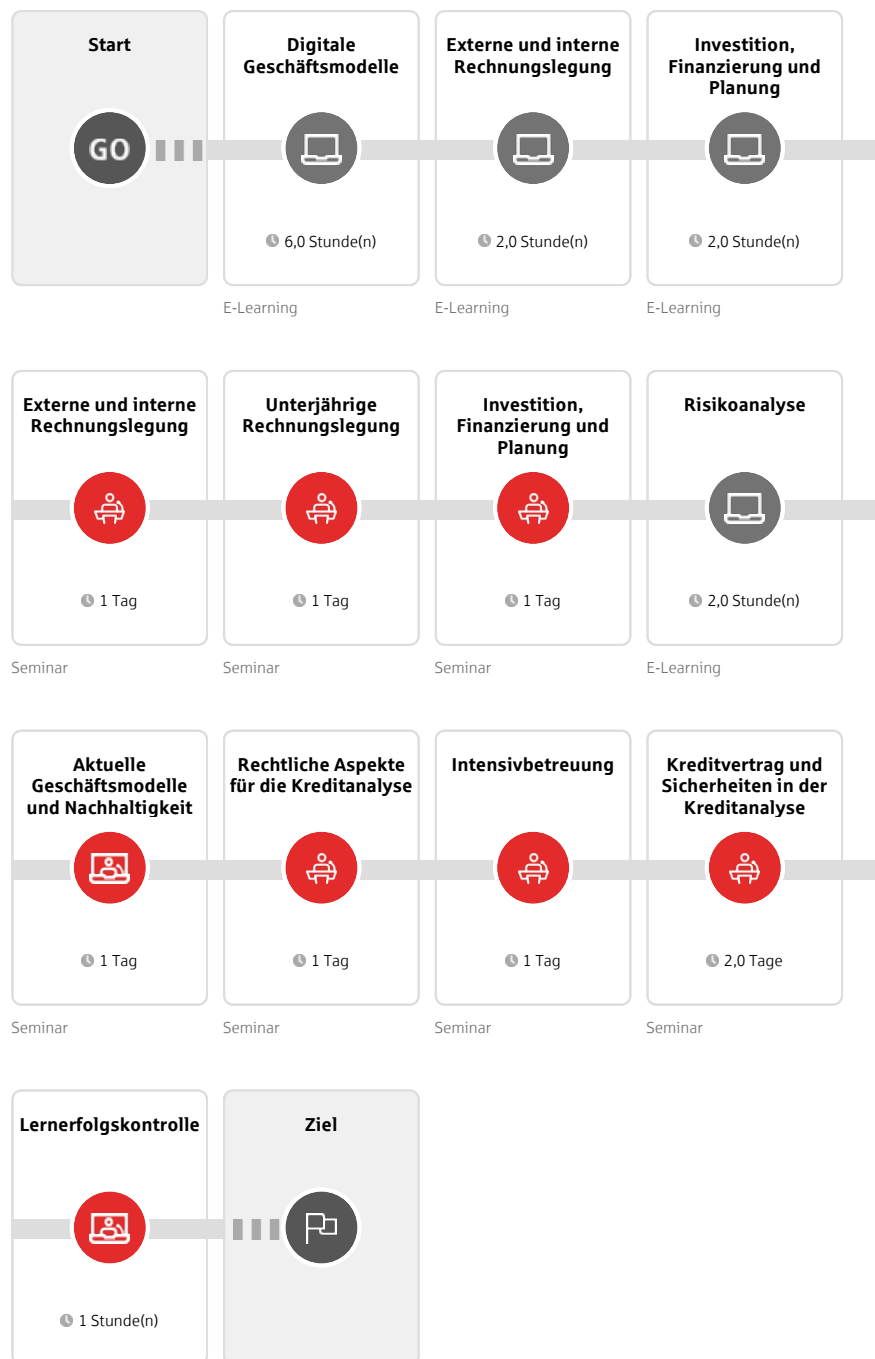 Start
Digitale
Geschäftsmodelle
Externe und interne
Rechnungslegung
Investition,
Finanzierung und
Planung
GO
6,0 Stunde(n)
2,0 Stunde(n)
2,0 Stunde(n)
E-Learning
E-Learning
E-Learning
Externe und interne
Rechnungslegung
Unterjährige
Rechnungslegung
Investition,
Finanzierung und
Planung
Risikoanalyse
1 Tag
1 Tag
1 Tag
2,0 Stunde(n)
Seminar
Seminar
Seminar
E-Learning
Aktuelle
Geschäftsmodelle
und Nachhaltigkeit
Rechtliche Aspekte
für die Kreditanalyse
Intensivbetreuung
Kreditvertrag und
Sicherheiten in der
Kreditanalyse
1 Tag
1 Tag
1 Tag
2,0 Tage
Seminar
Seminar
Seminar
Seminar
Lernerfolgskontrolle
Ziel
1 Stunde(n)